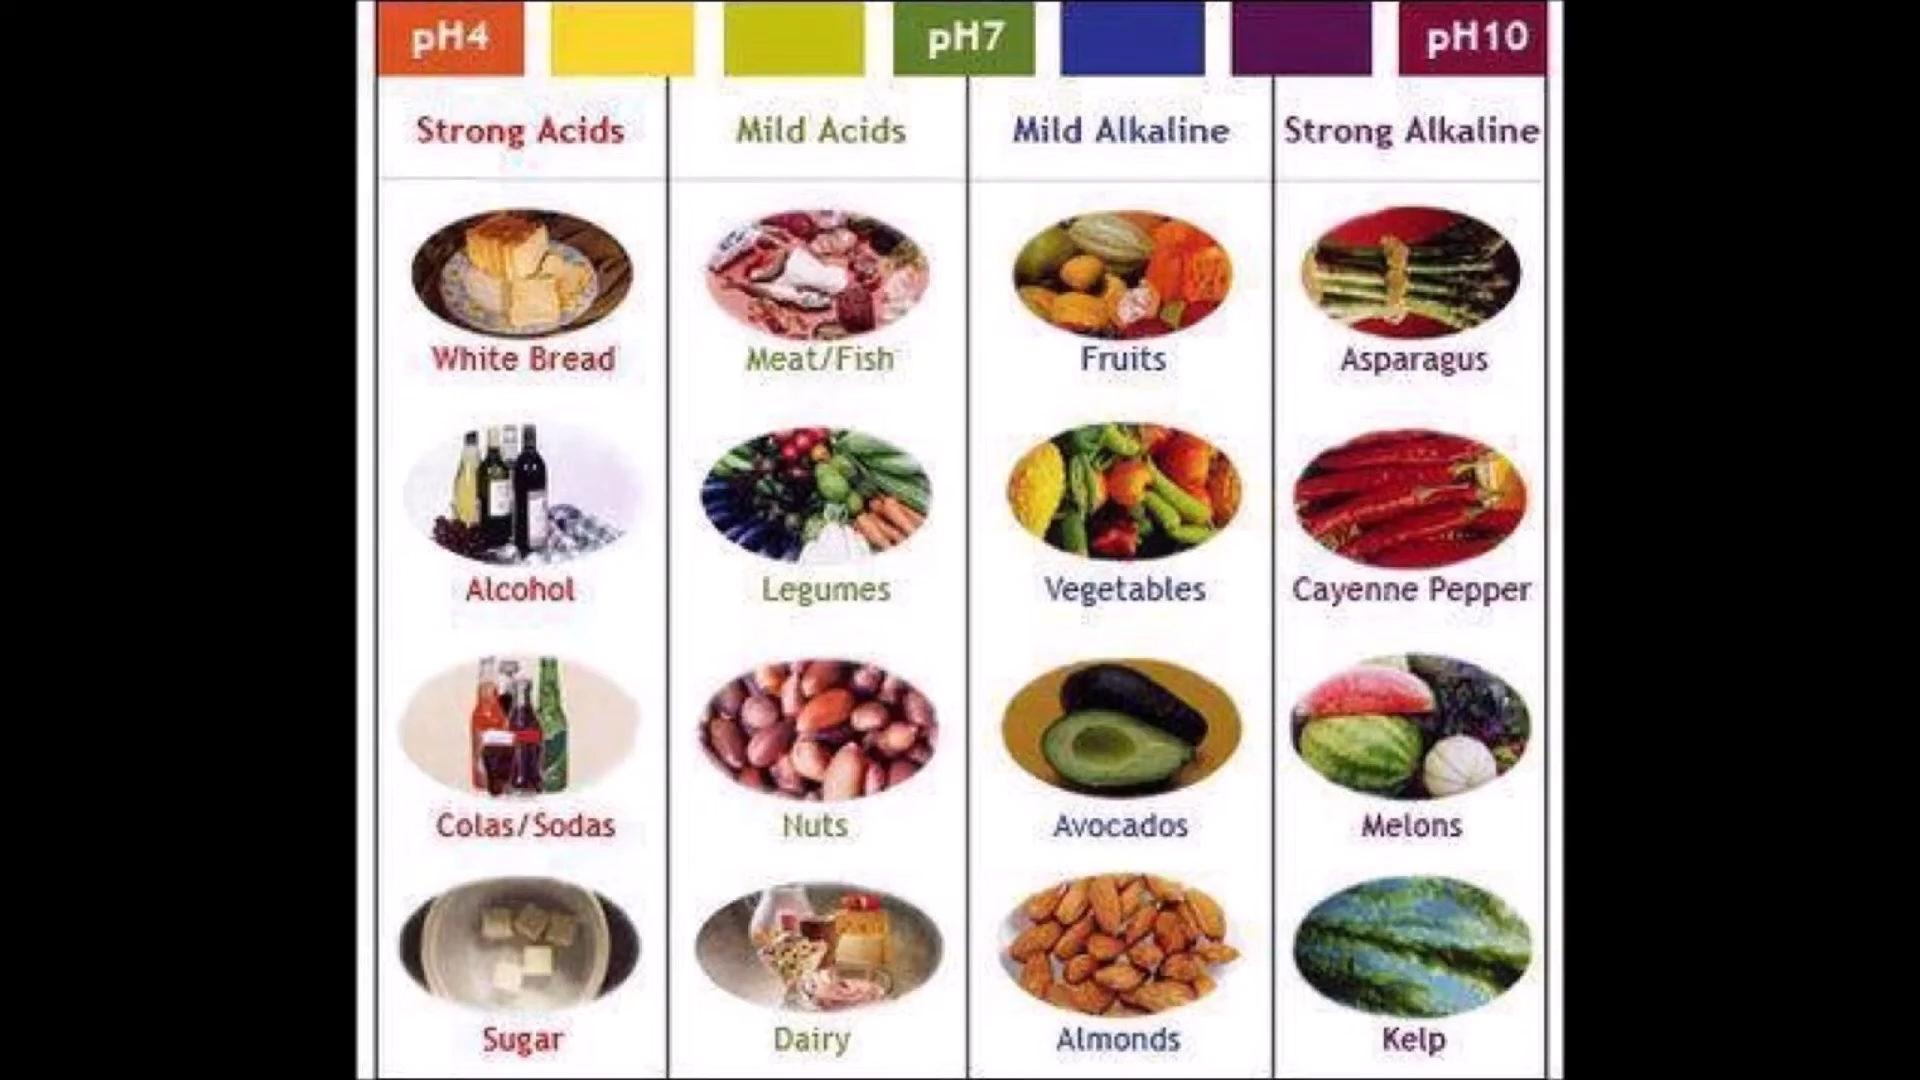 pH4 pH7 pH10
Strong Acids Mild Acids Mild Alkaline Strong Alkaline
White Bread Meat/Fish Fruits Asparagus
Alcohol Legumes Vegetables Cayenne Pepper
Colas/Sodas Nuts Avocados Melons
Sugar Dairy Almonds Kelp